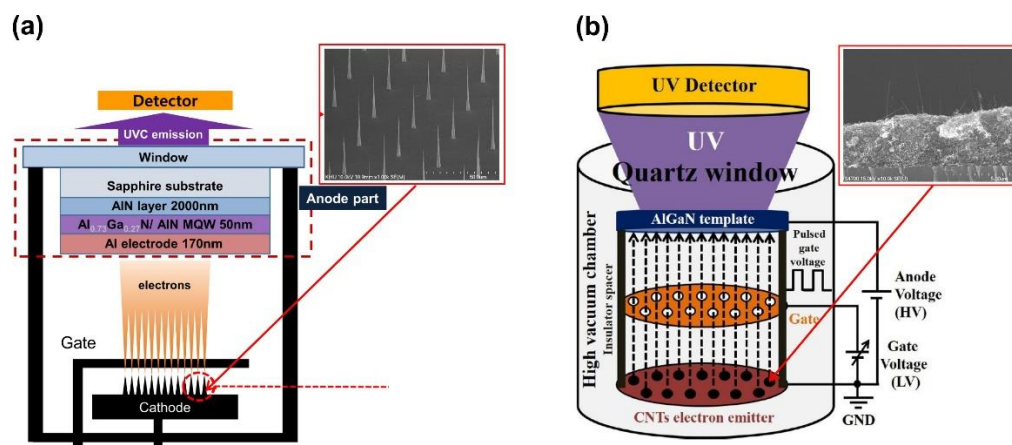 (a)
Detector
UVC emission
Window
Sapphire substrate
AlN layer 2000nm
Al0.73Ga0.27N/ AlN MQW 50nm
Al electrode 170nm
Anode part
electrons
Gate
Cathode
(b)
UV Detector
UV
Quartz window
AlGaN template
High vacuum chamber
Insulator spacer
Pulsed
gate
voltage
Gate
Anode
Voltage
(HV)
Gate
Voltage
(LV)
GND
CNTs electron emitter